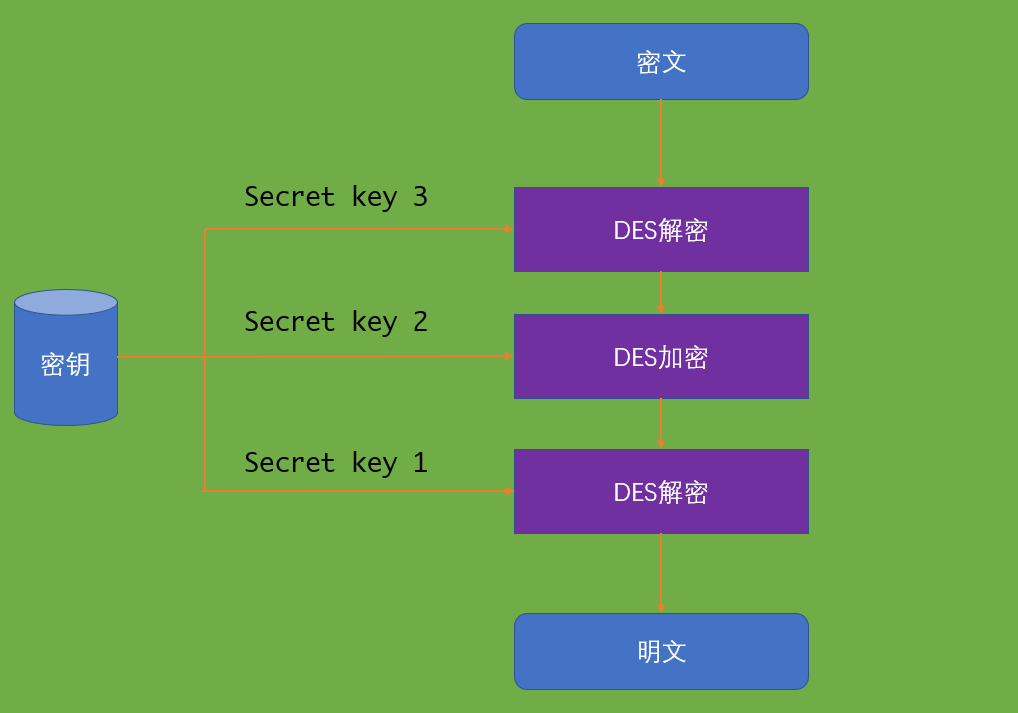 密文
Secret key 3
DES解密
Secret key 2
密钥
DES加密
Secret key 1
DES解密
明文